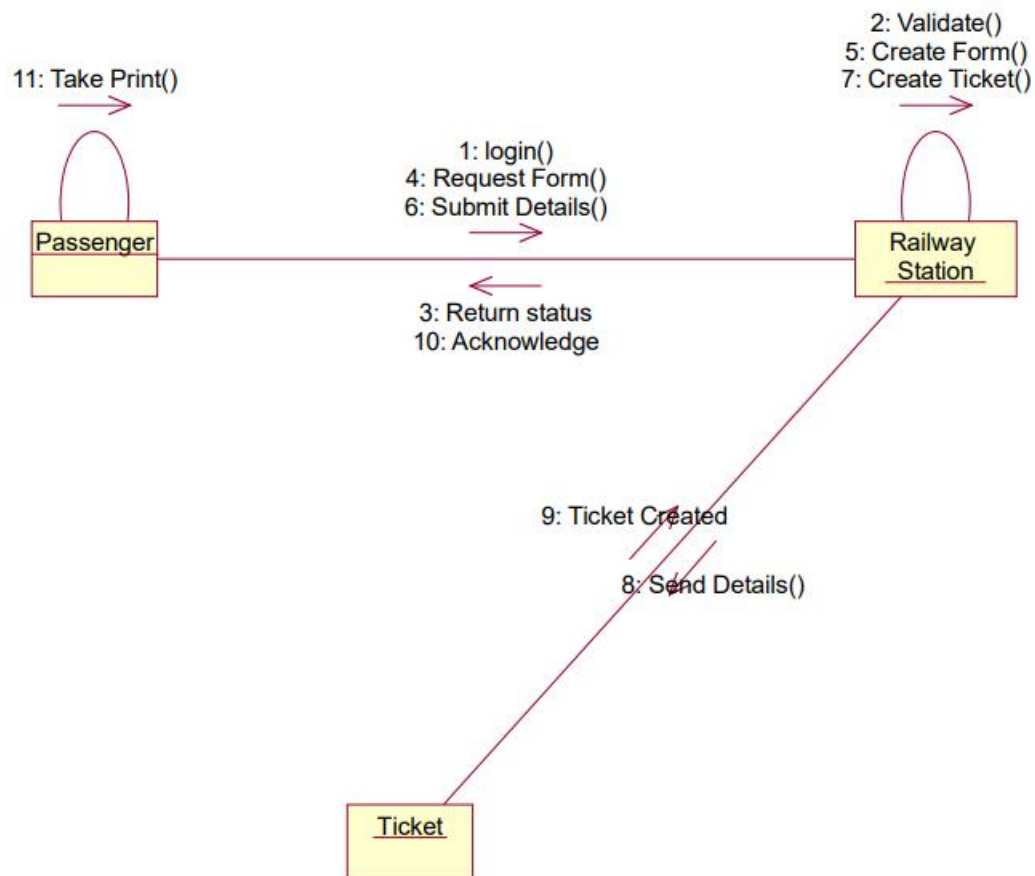 2: Validate()
5: Create Form()
7: Create Ticket()
11: Take Print()
1: login()
4: Request Form()
6: Submit Details()
Passenger
Railway
Station
3: Return status
10: Acknowledge
9: Ticket Created
8: Send Details()
Ticket